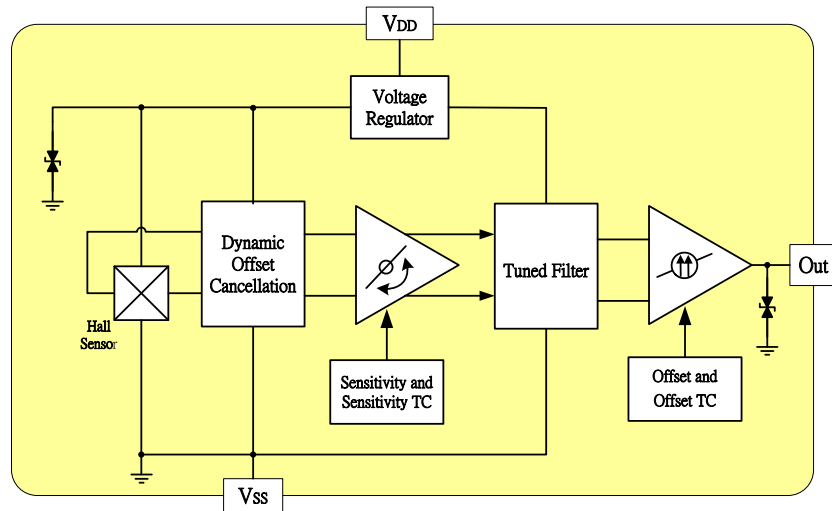 VDD
Voltage
Regulator
Dynamic
Offset
Cancellation
Tuned Filter
Out
Hall
Sensor
Sensitivity and
Sensitivity TC
Offset and
Offset TC
VSS